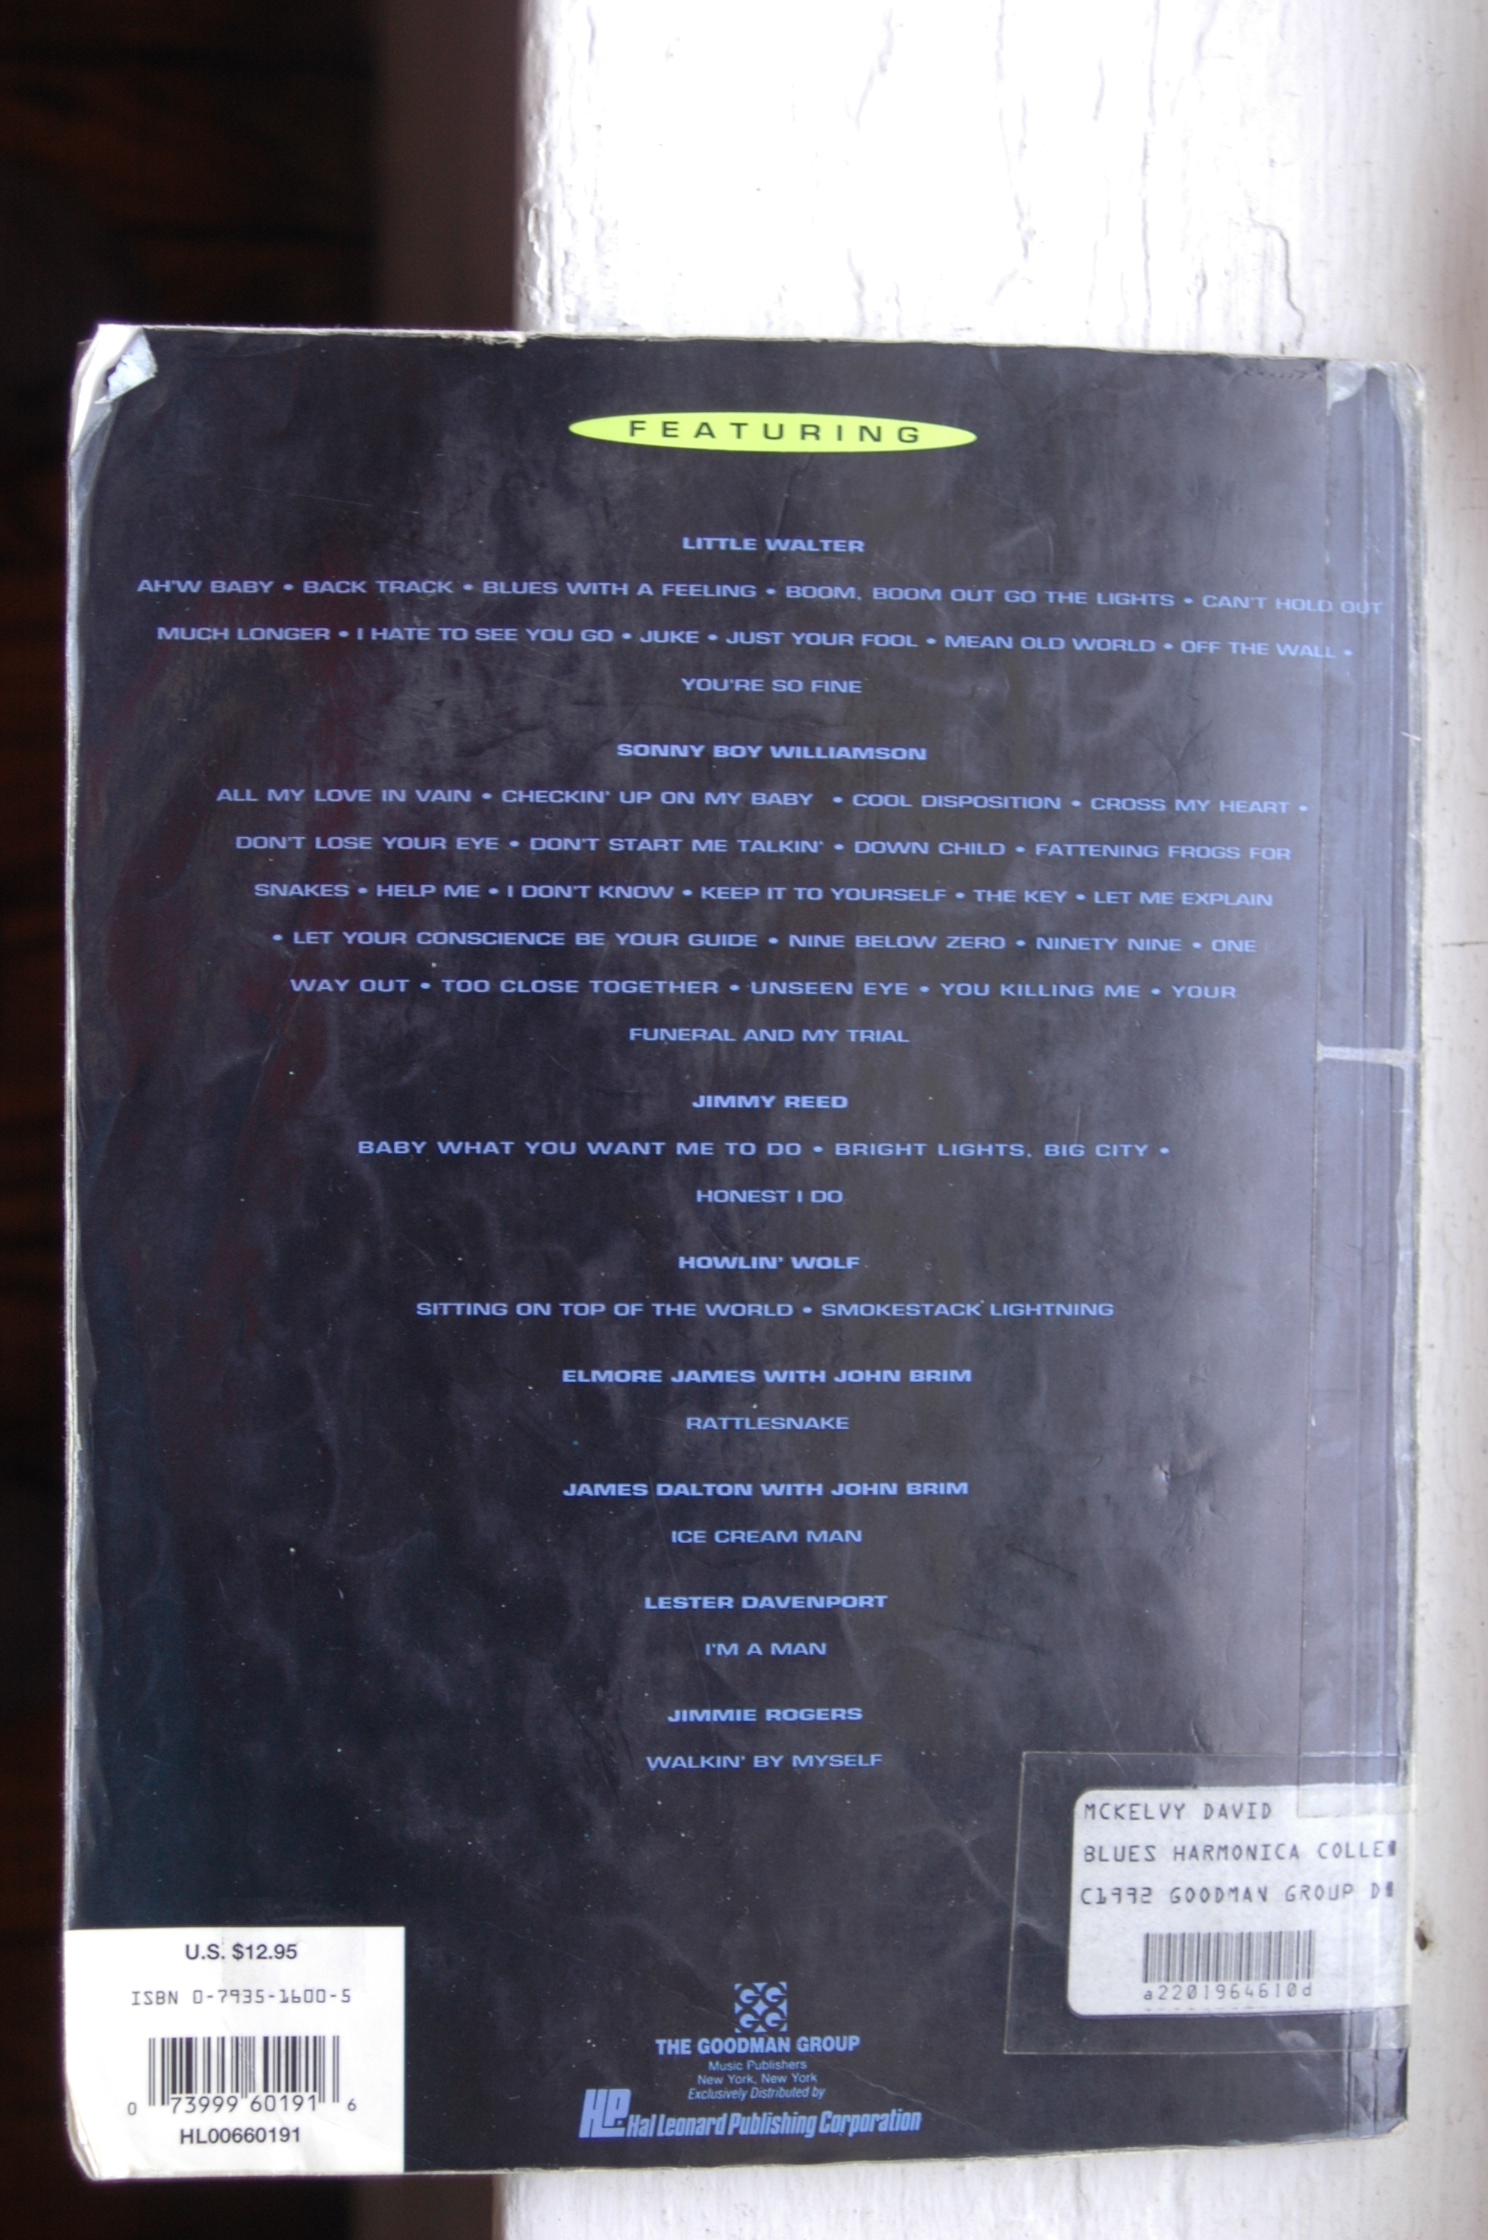 FEATURING
LITTLE WALTER
AH'W BABY • BACK TRACK • BLUES WITH A FEELING • BOOM, BOOM OUT GO THE LIGHTS • CAN'T HOLD OUT
MUCH LONGER • I HATE TO SEE YOU GO • JUKE • JUST YOUR FOOL • MEAN OLD WORLD • OFF THE WALL •
YOU'RE SO FINE
SONNY BOY WILLIAMSON
ALL MY LOVE IN VAIN • CHECKIN' UP ON MY BABY • COOL DISPOSITION • CROSS MY HEART •
DON'T LOSE YOUR EYE • DON'T START ME TALKIN' • DOWN CHILD • FATTENING FROGS FOR
SNAKES • HELP ME • I DON'T KNOW • KEEP IT TO YOURSELF • THE KEY • LET ME EXPLAIN
• LET YOUR CONSCIENCE BE YOUR GUIDE • NINE BELOW ZERO • NINETY NINE • ONE
WAY OUT • TOO CLOSE TOGETHER • UNSEEN EYE • YOU KILLING ME • YOUR
FUNERAL AND MY TRIAL
JIMMY REED
BABY WHAT YOU WANT ME TO DO • BRIGHT LIGHTS, BIG CITY •
HONEST I DO
HOWLIN' WOLF
SITTING ON TOP OF THE WORLD • SMOKESTACK LIGHTNING
ELMORE JAMES WITH JOHN BRIM
RATTLESNAKE
JAMES DALTON WITH JOHN BRIM
ICE CREAM MAN
LESTER DAVENPORT
I'M A MAN
JIMMIE ROGERS
WALKIN' BY MYSELF
MCKELVY DAVID
BLUES HARMONICA COLLE
C1992 GOODMAN GROUP D
a2201964610d
U.S. $12.95
ISBN 0-7935-1600-5
0 73999 60191 6
HL00660191
GG
GG
THE GOODMAN GROUP
Music Publishers
New York, New York
Exclusively Distributed by
HL Hal Leonard Publishing Corporation